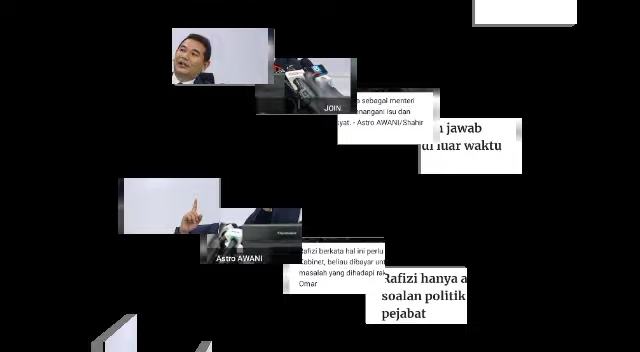 JOIN
a sebagai menteri
enangani isu dan
yat. - Astro AWANI/Shahir
jawab
di luar waktu
Astro AWANI
Rafizi berkata hal ini perlu
Kabinet, beliau dibayar un
masalah yang dihadapi ra
Omar
Rafizi hanya a
soalan politik
pejabat